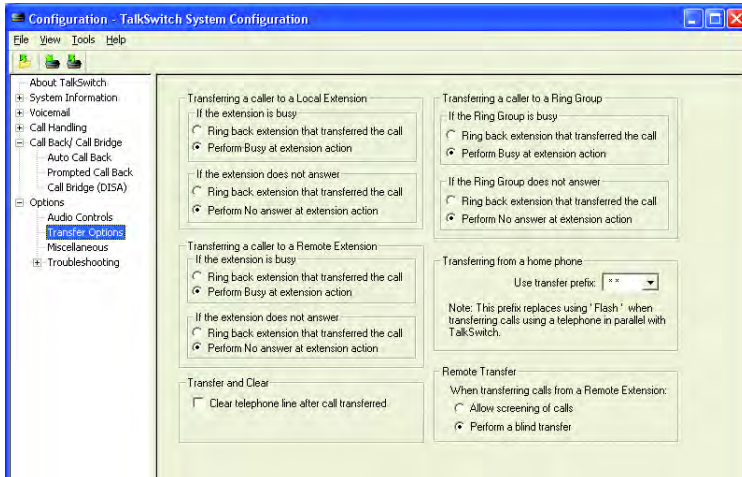 Configuration - TalkSwitch System Configuration
File View Tools Help
About TalkSwitch
System Information
Voicemail
Call Handling
Call Back/ Call Bridge
Auto Call Back
Prompted Call Back
Call Bridge (DISA)
Options
Audio Controls
Transfer Options
Miscellaneous
Troubleshooting
Transferring a caller to a Local Extension
If the extension is busy
Ring back extension that transferred the call
Perform Busy at extension action
If the extension does not answer
Ring back extension that transferred the call
Perform No answer at extension action
Transferring a caller to a Remote Extension
If the extension is busy
Ring back extension that transferred the call
Perform Busy at extension action
If the extension does not answer
Ring back extension that transferred the call
Perform No answer at extension action
Transfer and Clear
Clear telephone line after call transferred
Transferring a caller to a Ring Group
If the Ring Group is busy
Ring back extension that transferred the call
Perform Busy at extension action
If the Ring Group does not answer
Ring back extension that transferred the call
Perform No answer at extension action
Transferring from a home phone
Use transfer prefix: **
Note: This prefix replaces using 'Flash' when
transferring calls using a telephone in parallel with
TalkSwitch.
Remote Transfer
When transferring calls from a Remote Extension:
Allow screening of calls
Perform a blind transfer